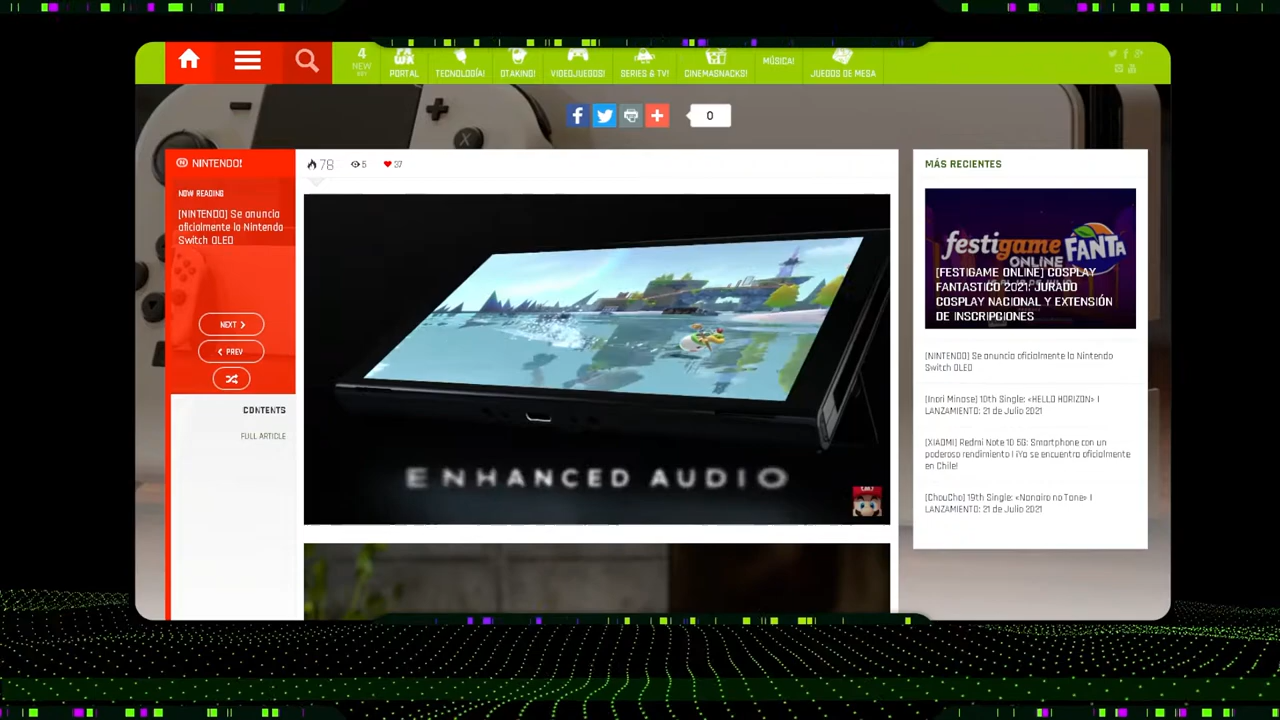 4
NEW
PORTAL
TECNOLOGÍA!
OTAKING!
VIDEOJUEGOS!
SERIES & TV!
CINEMASNACKS!
MÚSICA!
JUEGOS DE MESA
0
NINTENDO!
NOW READING
[NINTENDO] Se anuncia
oficialmente la Nintendo
Switch OLED
NEXT
PREV
CONTENTS
FULL ARTICLE
78
5
37
ENHANCED AUDIO
MÁS RECIENTES
festigame
ONLINE
FANTA
[FESTIGAME ONLINE] COSPLAY
FANTASTICO 2021: JURADO
COSPLAY NACIONAL Y EXTENSIÓN
DE INSCRIPCIONES
[NINTENDO] Se anuncia oficialmente la Nintendo
Switch OLED
[Inori Minase] 10th Single: «HELLO HORIZON» |
LANZAMIENTO: 21 de Julio 2021
[XIAOMI] Redmi Note 10 5G: Smartphone con un
poderoso rendimiento | ¡Ya se encuentra oficialmente
en Chile!
[ChouCho] 19th Single: «Nanairo no Tane» |
LANZAMIENTO: 21 de Julio 2021